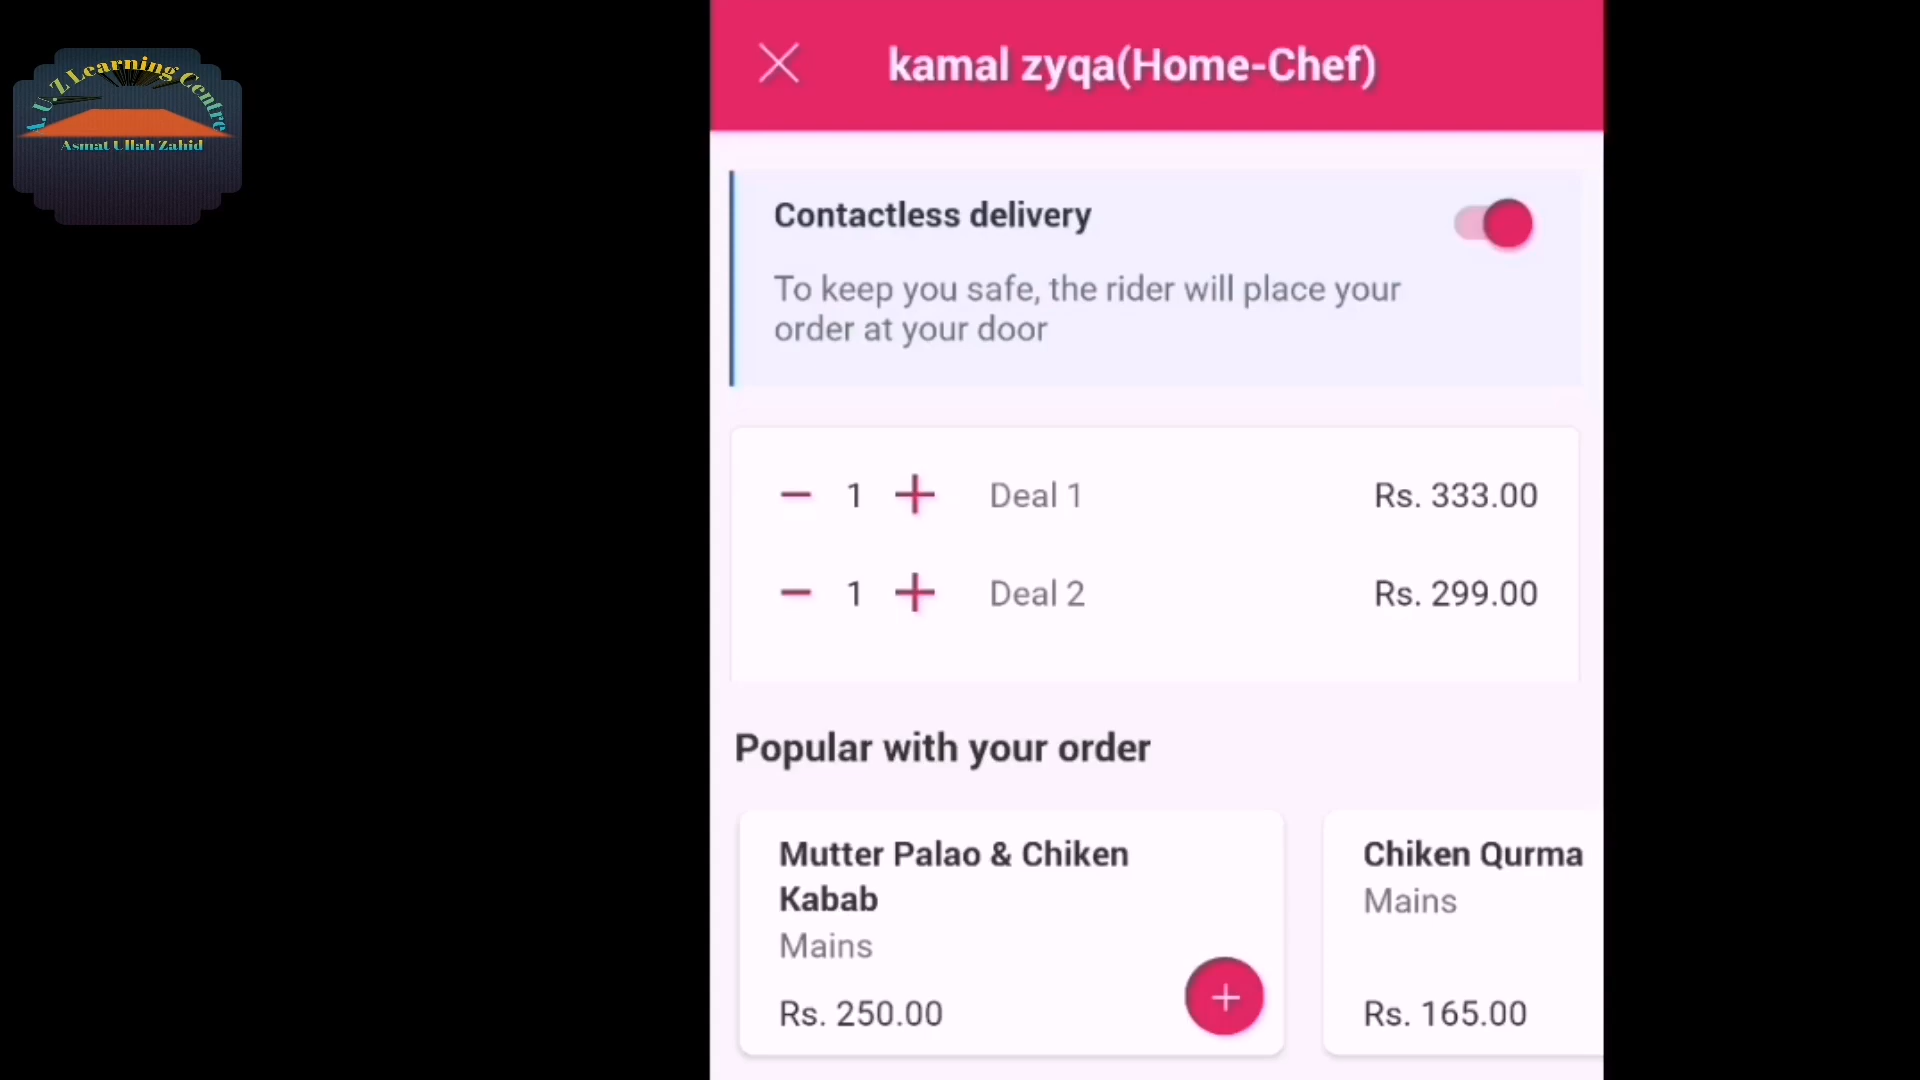 A.U.Z Learning Centre
Asmat Ullah Zahid
kamal zyqa(Home-Chef)
Contactless delivery
To keep you safe, the rider will place your
order at your door
1 Deal 1 Rs. 333.00
1 Deal 2 Rs. 299.00
Popular with your order
Mutter Palao & Chiken
Kabab
Mains
Rs. 250.00
Chiken Qurma
Mains
Rs. 165.00